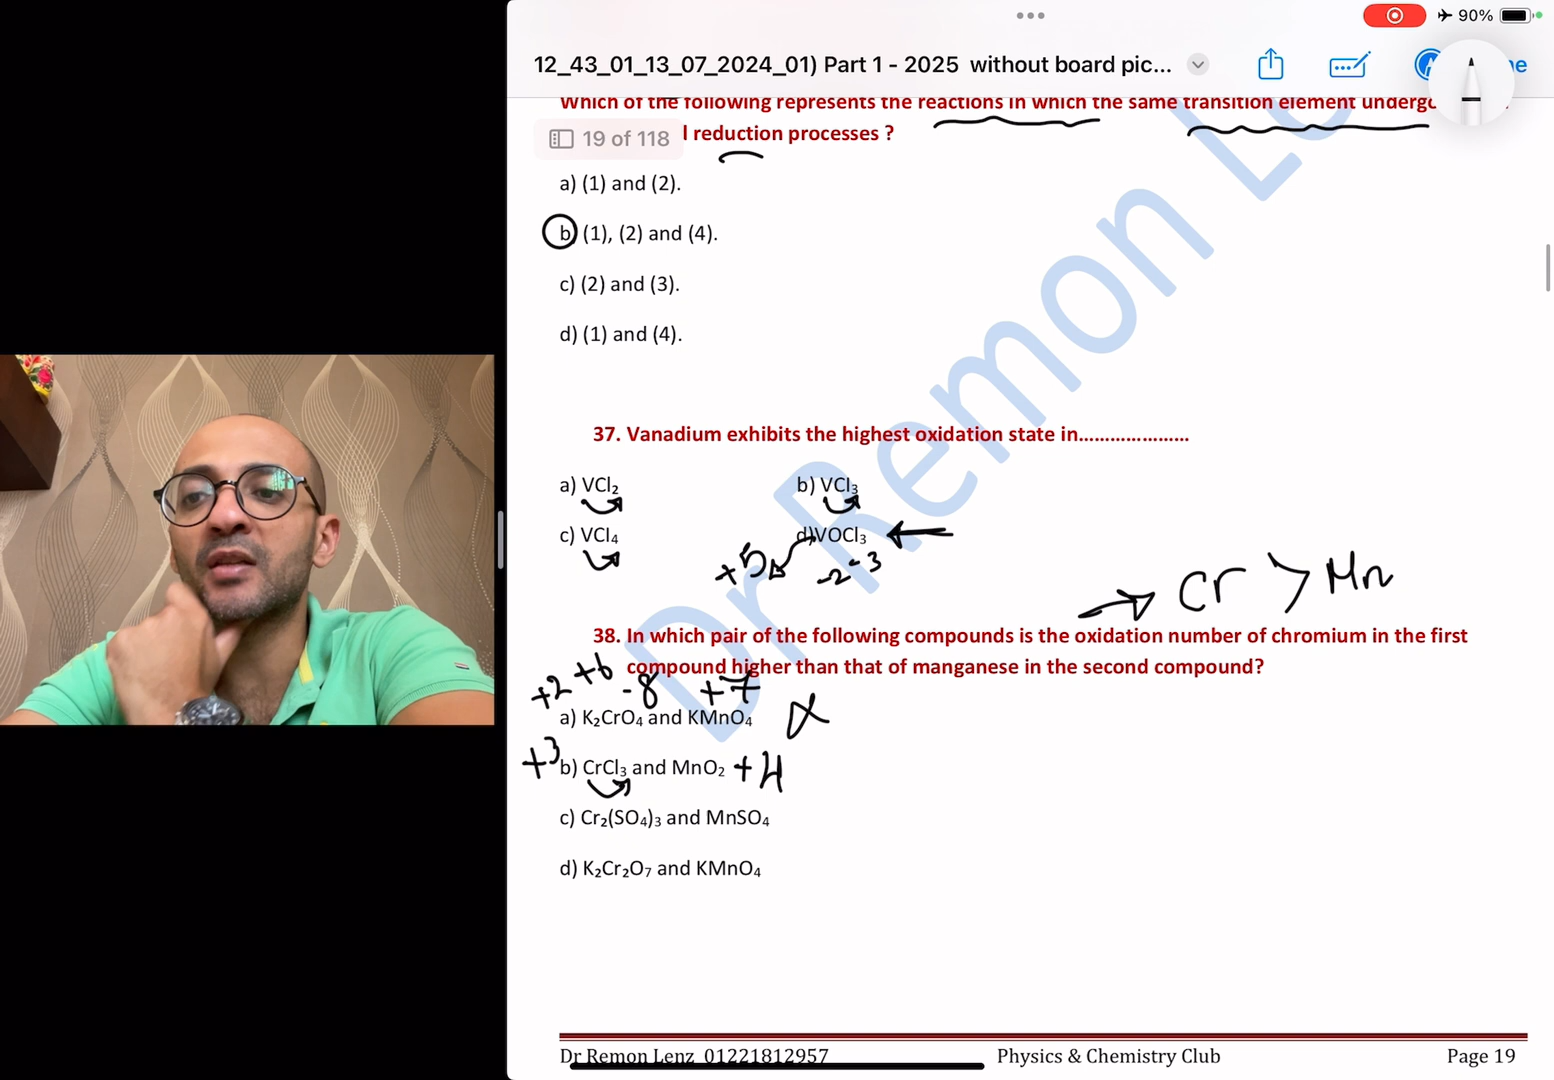 90%
12_43_01_13_07_2024_01) Part 1 - 2025 without board pic...
Which of the following represents the reactions in which the same transition element undergo
19 of 118
reduction processes ?
a) (1) and (2).
b) (1), (2) and (4).
c) (2) and (3).
d) (1) and (4).
37. Vanadium exhibits the highest oxidation state in.....................
a) VCl₂ b) VCl₃
c) VCl₄ d) VOCl₃
+5 -2 -3
Cr > Mn
38. In which pair of the following compounds is the oxidation number of chromium in the first
compound higher than that of manganese in the second compound?
+2 +6 -8 +7
a) K₂CrO₄ and KMnO₄
+3 b) CrCl₃ and MnO₂ +4
c) Cr₂(SO₄)₃ and MnSO₄
d) K₂Cr₂O₇ and KMnO₄
Dr Remon Lenz 01221812957 Physics & Chemistry Club Page 19
Dr Remon Le